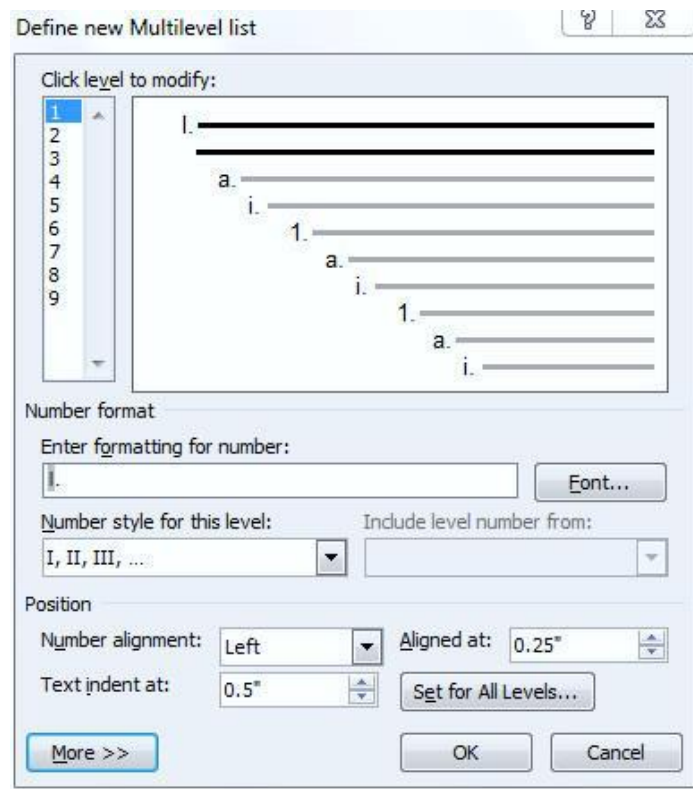 Define new Multilevel list
Click level to modify:
1
2
3
4
5
6
7
8
9
I.
a.
i.
1.
a.
i.
1.
a.
i.
Number format
Enter formatting for number:
I.
Font...
Number style for this level:
Include level number from:
I, II, III, ...
Position
Number alignment: Left Aligned at: 0.25"
Text indent at: 0.5" Set for All Levels...
More >> OK Cancel